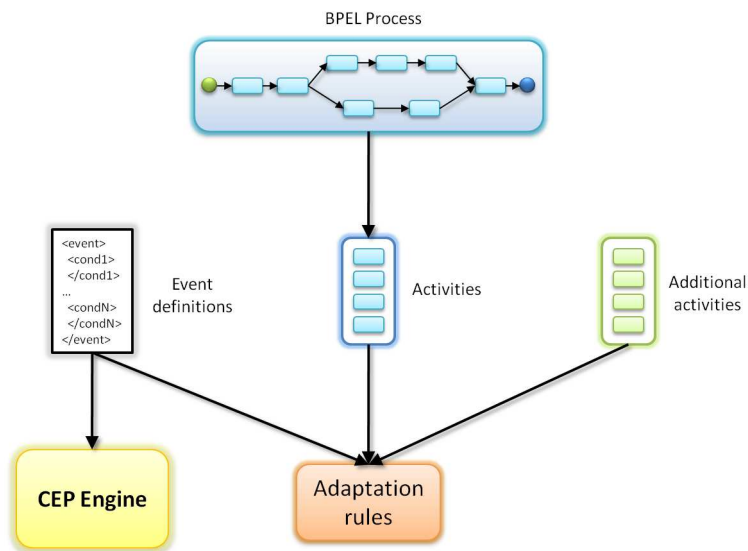 BPEL Process
<event>
<cond1>
</cond1>
...
<condN>
</condN>
</event>
Event
definitions
Activities
Additional
activities
CEP Engine
Adaptation
rules